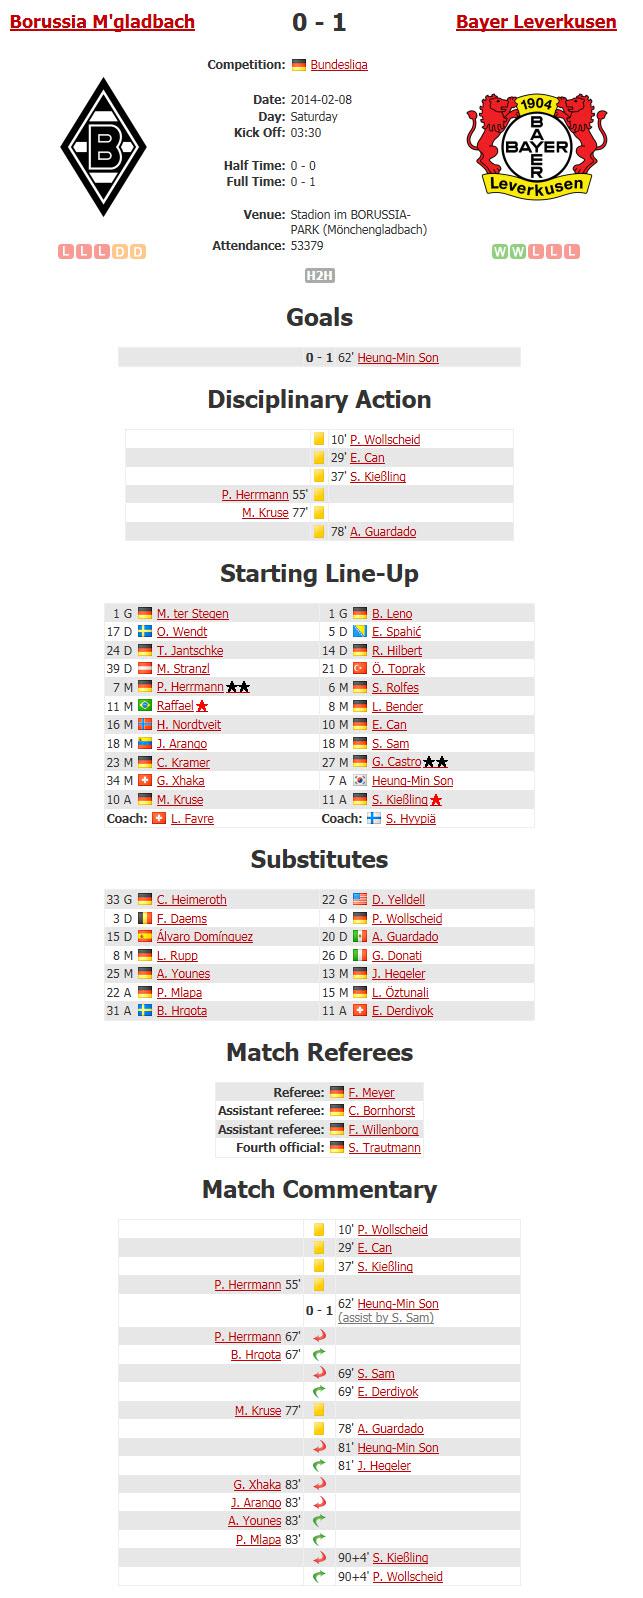 Borussia M'gladbach 0 - 1 Bayer Leverkusen
Competition: Bundesliga
Date: 2014-02-08
Day: Saturday
Kick Off: 03:30
Half Time: 0 - 0
Full Time: 0 - 1
Venue: Stadion im BORUSSIA-
PARK (Mönchengladbach)
Attendance: 53379
B
1904
BAYER
BAYER
Leverkusen
L L L D D
W W L L L
H2H
Goals
0 - 1 62' Heung-Min Son
Disciplinary Action
10' P. Wollscheid
29' E. Can
37' S. Kießling
P. Herrmann 55'
M. Kruse 77'
78' A. Guardado
Starting Line-Up
1 G M. ter Stegen 1 G B. Leno
17 D O. Wendt 5 D E. Spahić
24 D T. Jantschke 14 D R. Hilbert
39 D M. Stranzl 21 D Ö. Toprak
7 M P. Herrmann 6 M S. Rolfes
11 M Raffael 8 M L. Bender
16 M H. Nordtveit 10 M E. Can
18 M J. Arango 18 M S. Sam
23 M C. Kramer 27 M G. Castro
34 M G. Xhaka 7 A Heung-Min Son
10 A M. Kruse 11 A S. Kießling
Coach: L. Favre Coach: S. Hyypiä
Substitutes
33 G C. Heimeroth 22 G D. Yelldell
3 D F. Daems 4 D P. Wollscheid
15 D Álvaro Domínguez 20 D A. Guardado
8 M L. Rupp 26 D G. Donati
25 M A. Younes 13 M J. Hegeler
22 A P. Mlapa 15 M L. Öztunali
31 A B. Hrgota 11 A E. Derdiyok
Match Referees
Referee: F. Meyer
Assistant referee: C. Bornhorst
Assistant referee: F. Willenborg
Fourth official: S. Trautmann
Match Commentary
10' P. Wollscheid
29' E. Can
37' S. Kießling
P. Herrmann 55'
0 - 1 62' Heung-Min Son
(assist by S. Sam)
P. Herrmann 67'
B. Hrgota 67'
69' S. Sam
69' E. Derdiyok
M. Kruse 77'
78' A. Guardado
81' Heung-Min Son
81' J. Hegeler
G. Xhaka 83'
J. Arango 83'
A. Younes 83'
P. Mlapa 83'
90+4' S. Kießling
90+4' P. Wollscheid